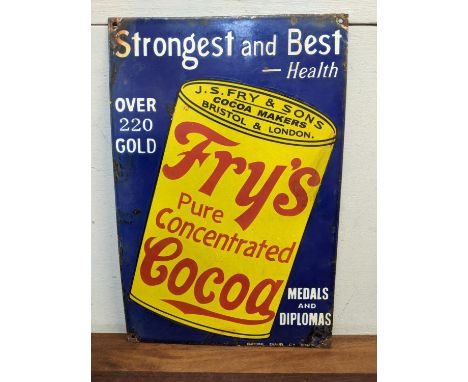 Strongest and Best
— Health
OVER
220
GOLD
J.S. FRY & SONS
COCOA MAKERS
BRISTOL & LONDON.
Fry's
Pure
Concentrated
Cocoa
MEDALS
AND
DIPLOMAS